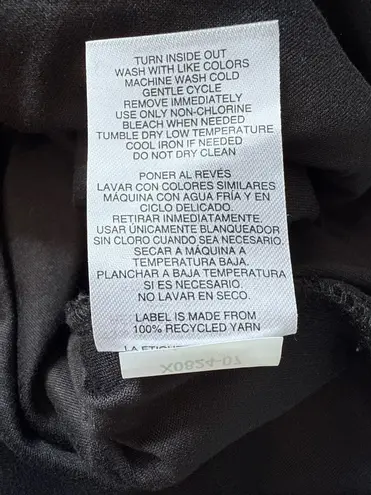 TURN INSIDE OUT
WASH WITH LIKE COLORS
MACHINE WASH COLD
GENTLE CYCLE
REMOVE IMMEDIATELY
USE ONLY NON-CHLORINE
BLEACH WHEN NEEDED
TUMBLE DRY LOW TEMPERATURE
COOL IRON IF NEEDED
DO NOT DRY CLEAN
PONER AL REVÉS
LAVAR CON COLORES SIMILARES
MÁQUINA CON AGUA FRÍA Y EN
CICLO DELICADO.
RETIRAR INMEDIATAMENTE.
USAR ÚNICAMENTE BLANQUEADOR
SIN CLORO CUANDO SEA NECESARIO.
SECAR A MÁQUINA A
TEMPERATURA BAJA.
PLANCHAR A BAJA TEMPERATURA
SI ES NECESARIO.
NO LAVAR EN SECO.
LABEL IS MADE FROM
100% RECYCLED YARN
LA
X0824-07